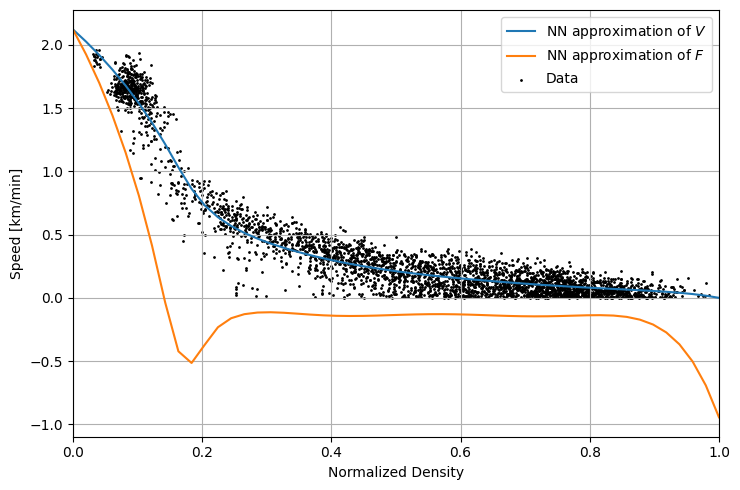 2.0
1.5
1.0
0.5
0.0
−0.5
−1.0
Speed [km/min]
NN approximation of V
NN approximation of F
Data
0.0 0.2 0.4 0.6 0.8 1.0
Normalized Density